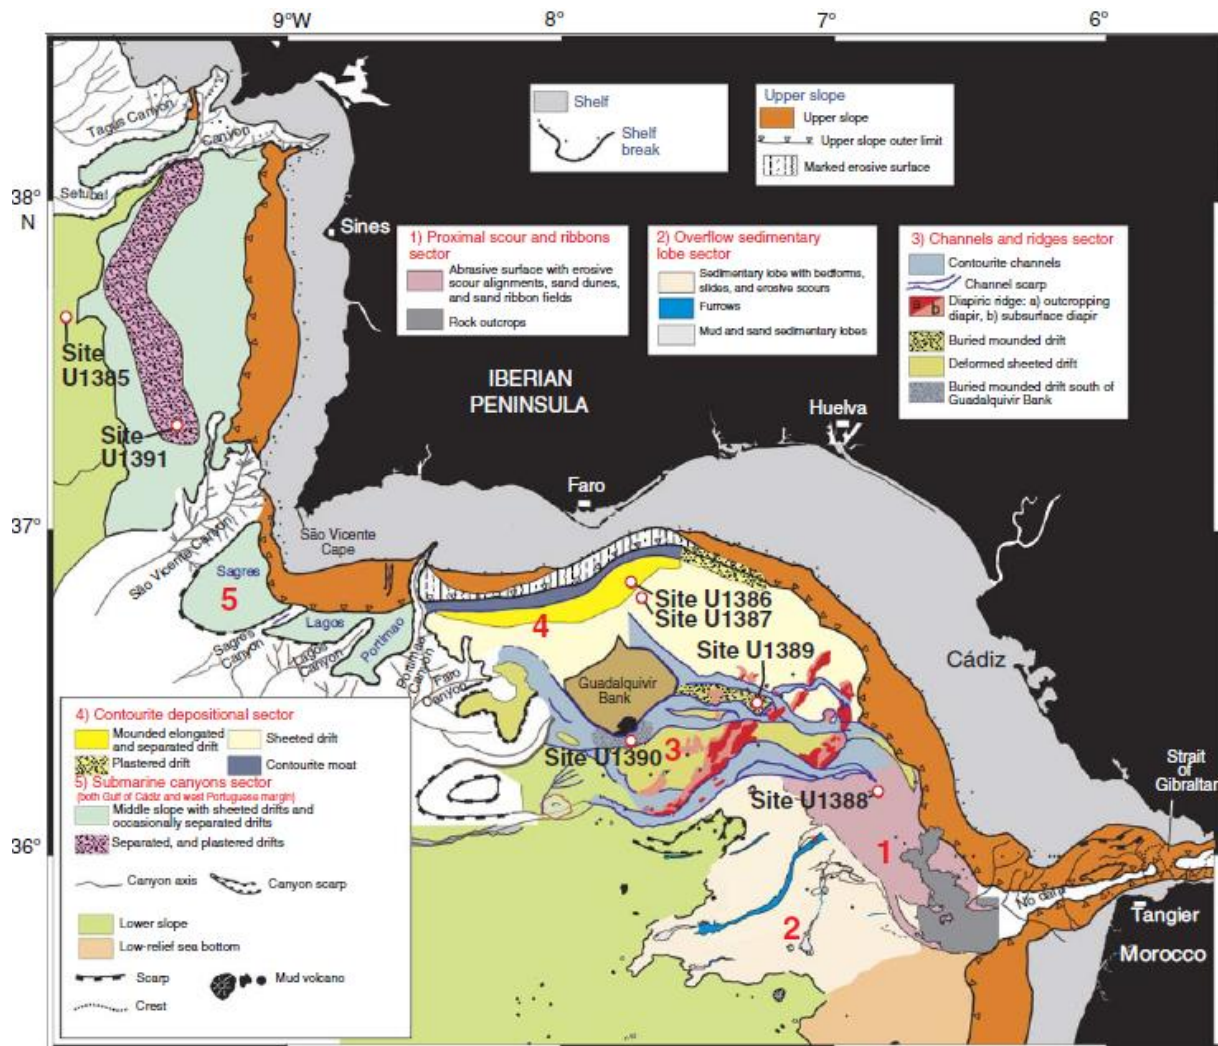 9°W 8° 7° 6°
38°
N
37°
36°
Shelf
Shelf
break
Upper slope
Upper slope
Upper slope outer limit
Marked erosive surface
1) Proximal scour and ribbons
sector
Abrasive surface with erosive
scour alignments, sand dunes,
and sand ribbon fields
Rock outcrops
2) Overflow sedimentary
lobe sector
Sedimentary lobe with bedforms,
slides, and erosive scours
Furrows
Mud and sand sedimentary lobes
3) Channels and ridges sector
Contourite channels
Channel scarp
a b
Diapiric ridge: a) outcropping
diapir, b) subsurface diapir
Buried mounded drift
Deformed sheeted drift
Buried mounded drift south of
Guadalquivir Bank
Tagus Canyon
Canyon
Setubal
Sines
Site
U1385
Site
U1391
IBERIAN
PENINSULA
Huelva
Faro
São Vicente
Cape
São Vicente Canyon
Sagres
5
Lagos
Portimao
Sagres
Canyon
Lagos
Canyon
Portimao
Canyon
Faro
Canyon
4
Site U1386
Site U1387
Site U1389
Cádiz
Guadalquivir
Bank
Site U1390
3
Site U1388
Strait
of
Gibraltar
1
2
No data
Tangier
Morocco
4) Contourite depositional sector
Mounded elongated
and separated drift
Sheeted drift
Plastered drift
Contourite moat
5) Submarine canyons sector
(both Gulf of Cádiz and west Portuguese margin)
Middle slope with sheeted drifts and
occasionally separated drifts
Separated, and plastered drifts
Canyon axis
Canyon scarp
Lower slope
Low-relief sea bottom
Scarp
Mud volcano
Crest